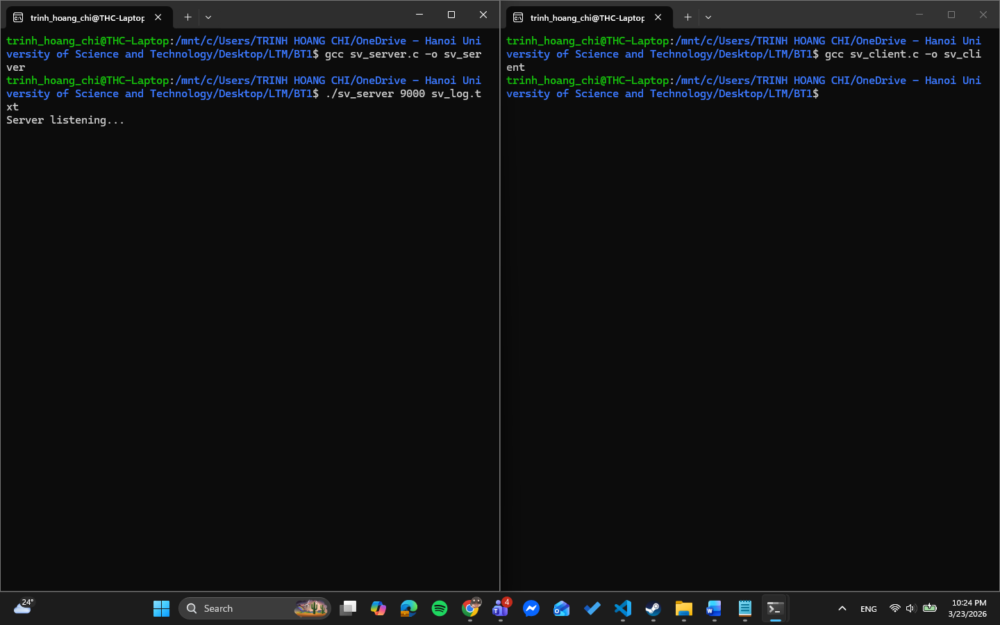 trinh_hoang_chi@THC-Laptop
trinh_hoang_chi@THC-Laptop:/mnt/c/Users/TRINH HOANG CHI/OneDrive - Hanoi Uni
versity of Science and Technology/Desktop/LTM/BT1$ gcc sv_server.c -o sv_ser
ver
trinh_hoang_chi@THC-Laptop:/mnt/c/Users/TRINH HOANG CHI/OneDrive - Hanoi Uni
versity of Science and Technology/Desktop/LTM/BT1$ ./sv_server 9000 sv_log.t
xt
Server listening...
trinh_hoang_chi@THC-Laptop
trinh_hoang_chi@THC-Laptop:/mnt/c/Users/TRINH HOANG CHI/OneDrive - Hanoi Uni
versity of Science and Technology/Desktop/LTM/BT1$ gcc sv_client.c -o sv_cli
ent
trinh_hoang_chi@THC-Laptop:/mnt/c/Users/TRINH HOANG CHI/OneDrive - Hanoi Uni
versity of Science and Technology/Desktop/LTM/BT1$
24°
Search
4
ENG
10:24 PM
3/23/2026